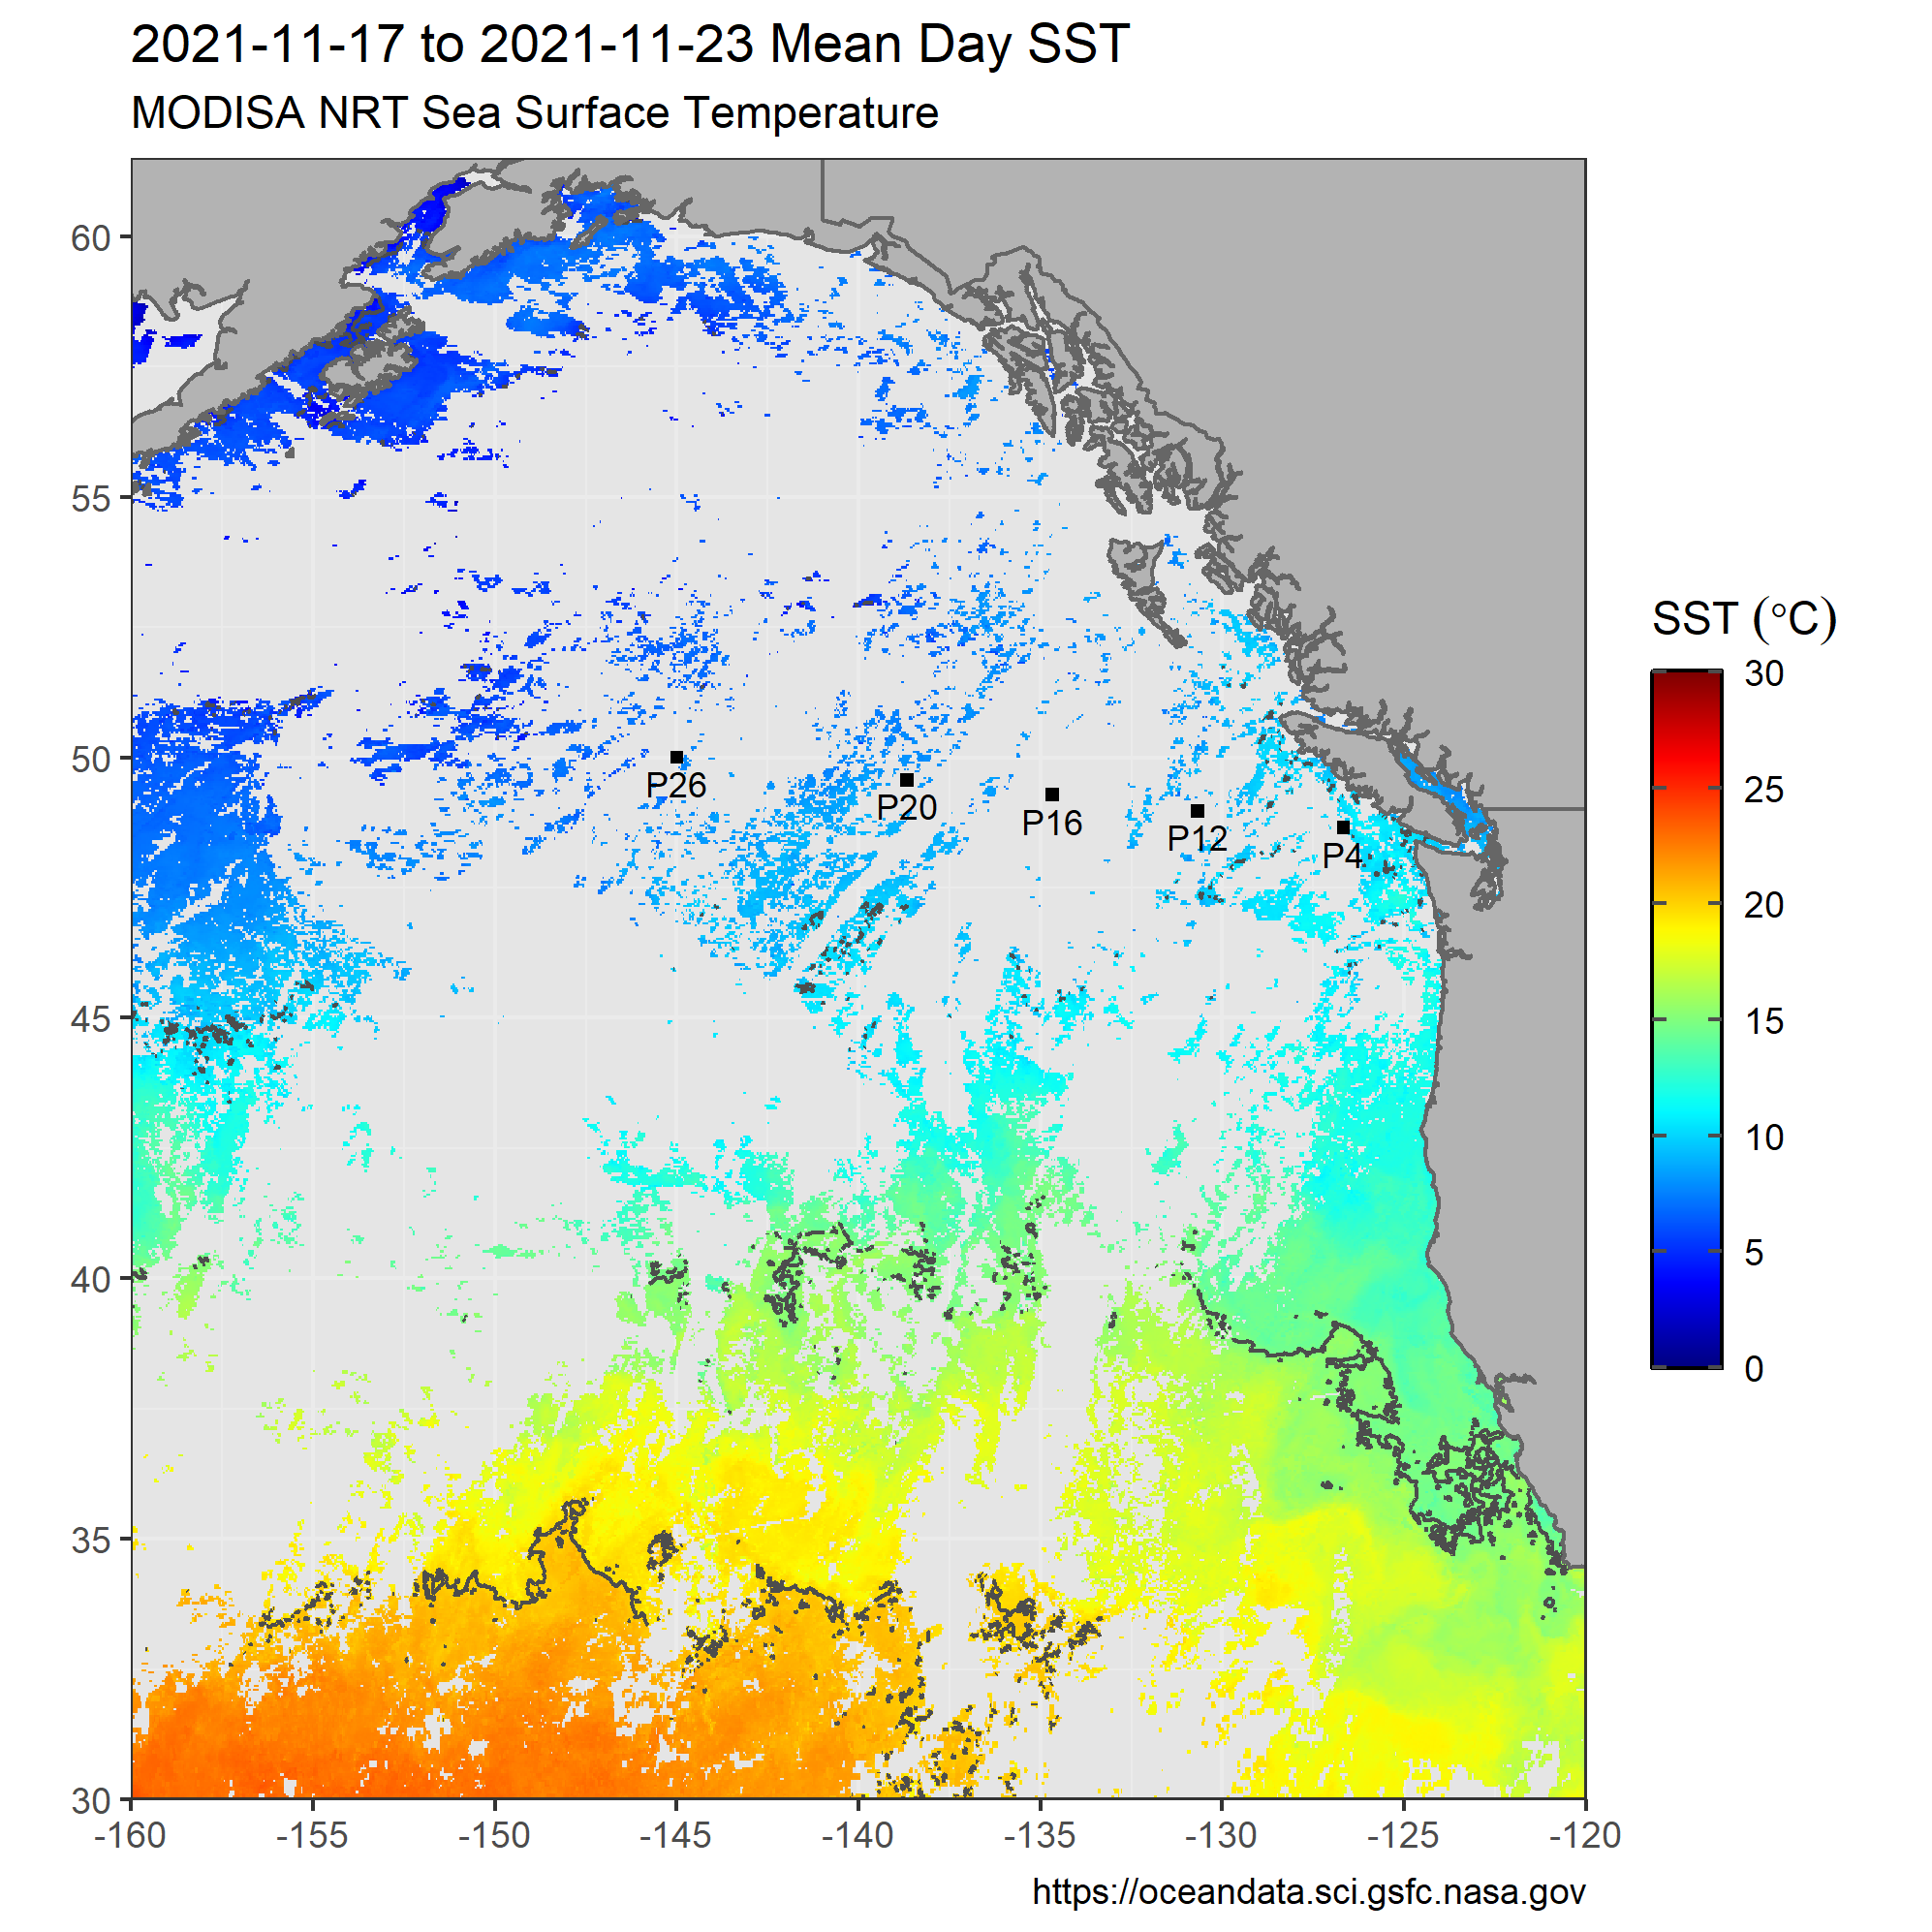 2021-11-17 to 2021-11-23 Mean Day SST
MODISA NRT Sea Surface Temperature
60
55
50
45
40
35
30
-160
-155
-150
-145
-140
-135
-130
-125
-120
P26
P20
P16
P12
P4
SST (°C)
30
25
20
15
10
5
0
https://oceandata.sci.gsfc.nasa.gov